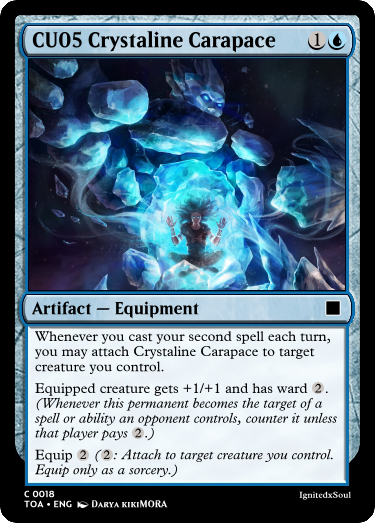 CU05 Crystaline Carapace 1
Artifact — Equipment
Whenever you cast your second spell each turn,
you may attach Crystaline Carapace to target
creature you control.
Equipped creature gets +1/+1 and has ward 2.
(Whenever this permanent becomes the target of a
spell or ability an opponent controls, counter it unless
that player pays 2.)
Equip 2 (2: Attach to target creature you control.
Equip only as a sorcery.)
C 0018
IgnitedxSoul
TOA • ENG Darya kikiMORA